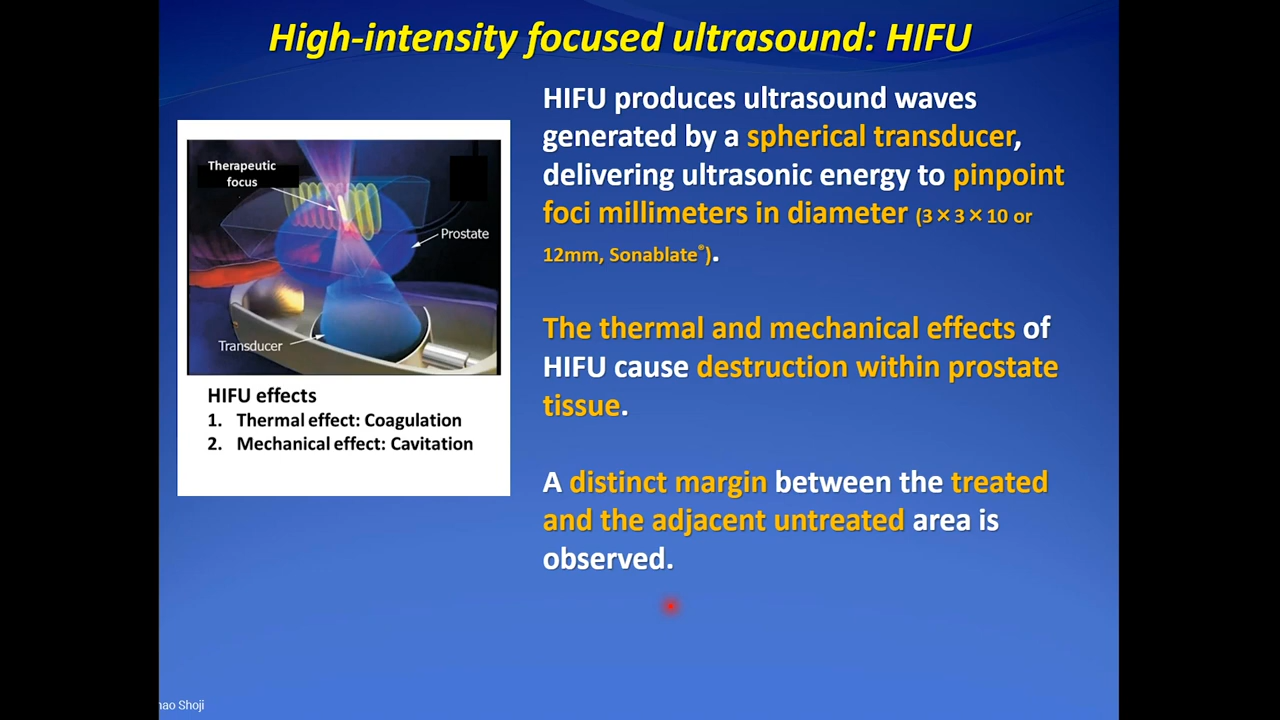 High-intensity focused ultrasound: HIFU
Therapeutic
focus
Prostate
Transducer
HIFU effects
1. Thermal effect: Coagulation
2. Mechanical effect: Cavitation
HIFU produces ultrasound waves
generated by a spherical transducer,
delivering ultrasonic energy to pinpoint
foci millimeters in diameter (3×3×10 or
12mm, Sonablate®).
The thermal and mechanical effects of
HIFU cause destruction within prostate
tissue.
A distinct margin between the treated
and the adjacent untreated area is
observed.
Shoji